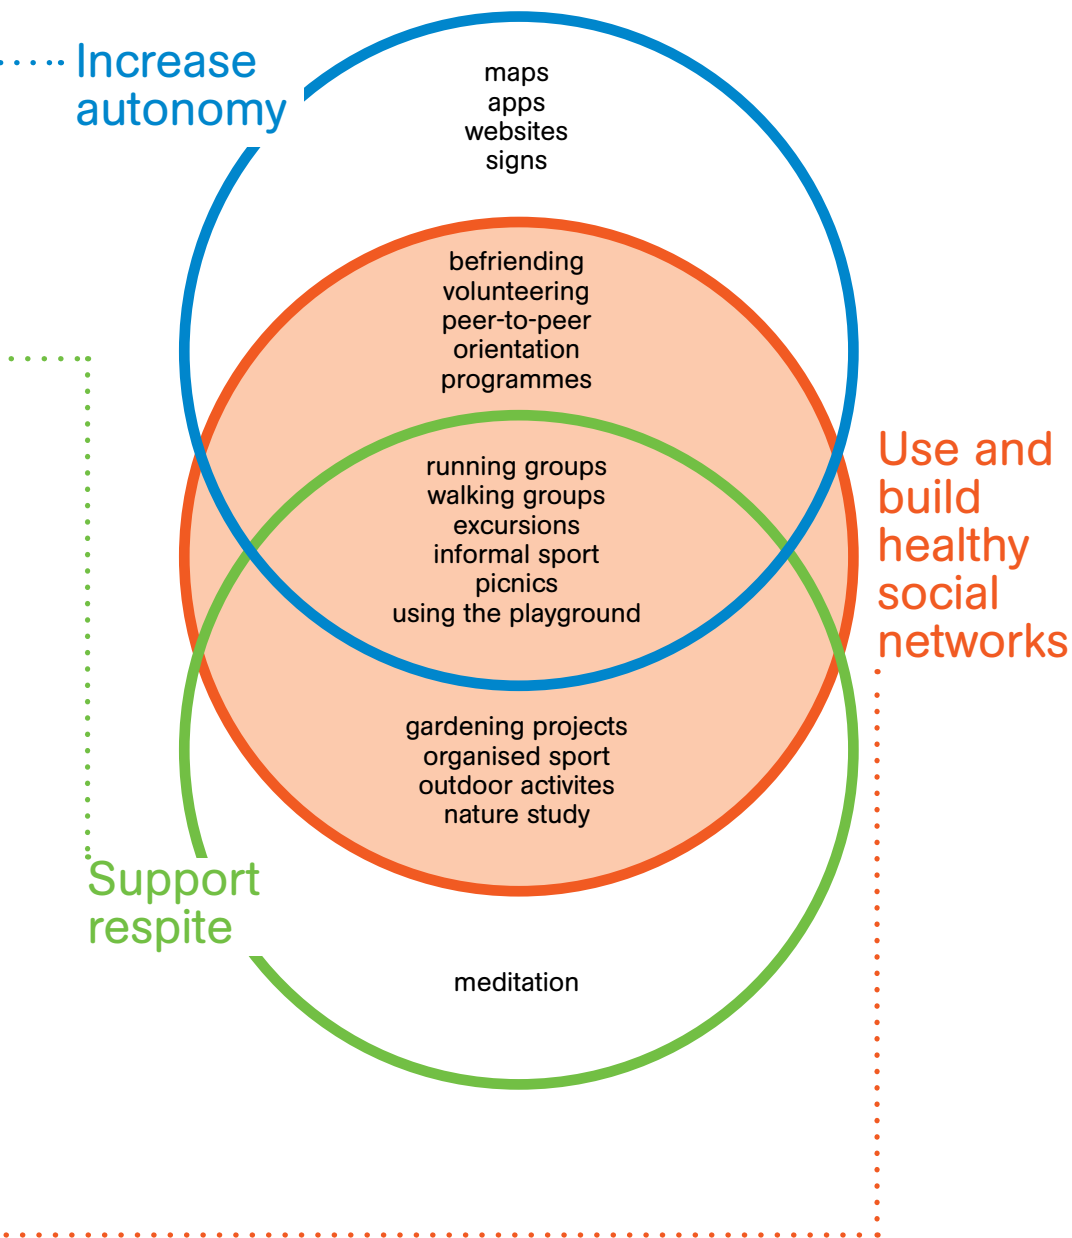 Increase
autonomy
maps
apps
websites
signs
befriending
volunteering
peer-to-peer
orientation
programmes
running groups
walking groups
excursions
informal sport
picnics
using the playground
Use and
build
healthy
social
networks
gardening projects
organised sport
outdoor activites
nature study
Support
respite
meditation